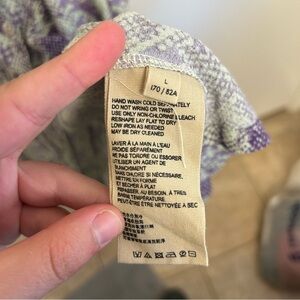 L
170 / 82A
HAND WASH COLD SEPARATELY
DO NOT WRING OR TWIST
USE ONLY NON-CHLORINE BLEACH
RESHAPE LAY FLAT TO DRY
LOW IRON AS NEEDED
MAY BE DRY CLEANED
LAVER À LA MAIN À L'EAU
FROIDE SÉPARÉMENT
NE PAS TORDRE OU ESSORER
UTILISER UN AGENT DE
BLANCHIMENT
SANS CHLORE SI NÉCESSAIRE,
METTRE EN FORME
ET SÉCHER À PLAT
REPASSER, AU BESOIN, À
BASSE TEMPÉRATURE
PEUT-ÊTRE ÊTRE NETTOYÉE À SEC